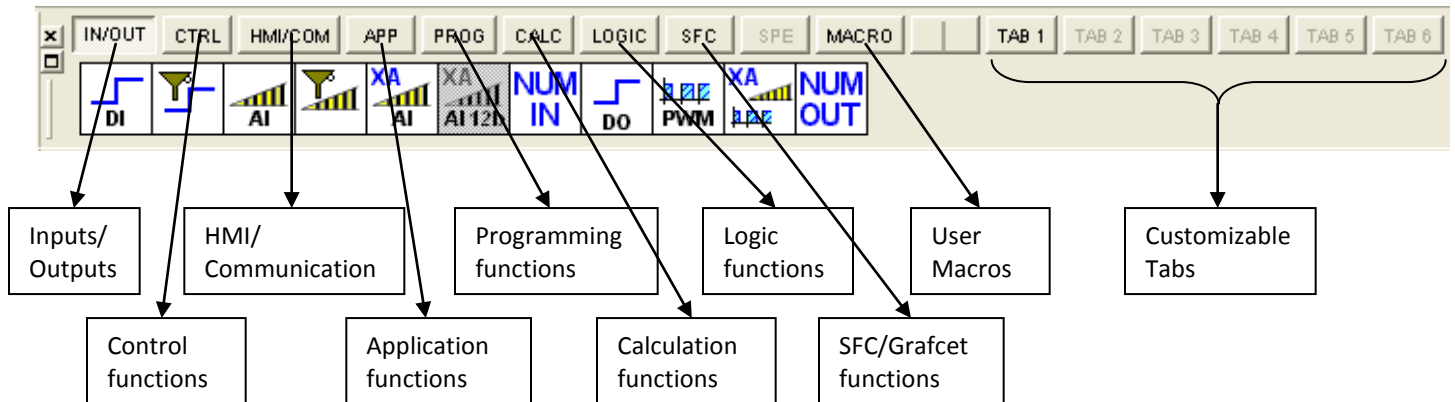 IN/OUT CTRL HMI/COM APP PROG CALC LOGIC SFC SPE MACRO TAB 1 TAB 2 TAB 3 TAB 4 TAB 5 TAB 6
DI AI XA AI XA AI 12b NUM IN DO PWM XA NUM OUT
Inputs/
Outputs
HMI/
Communication
Programming
functions
Logic
functions
User
Macros
Customizable
Tabs
Control
functions
Application
functions
Calculation
functions
SFC/Grafcet
functions